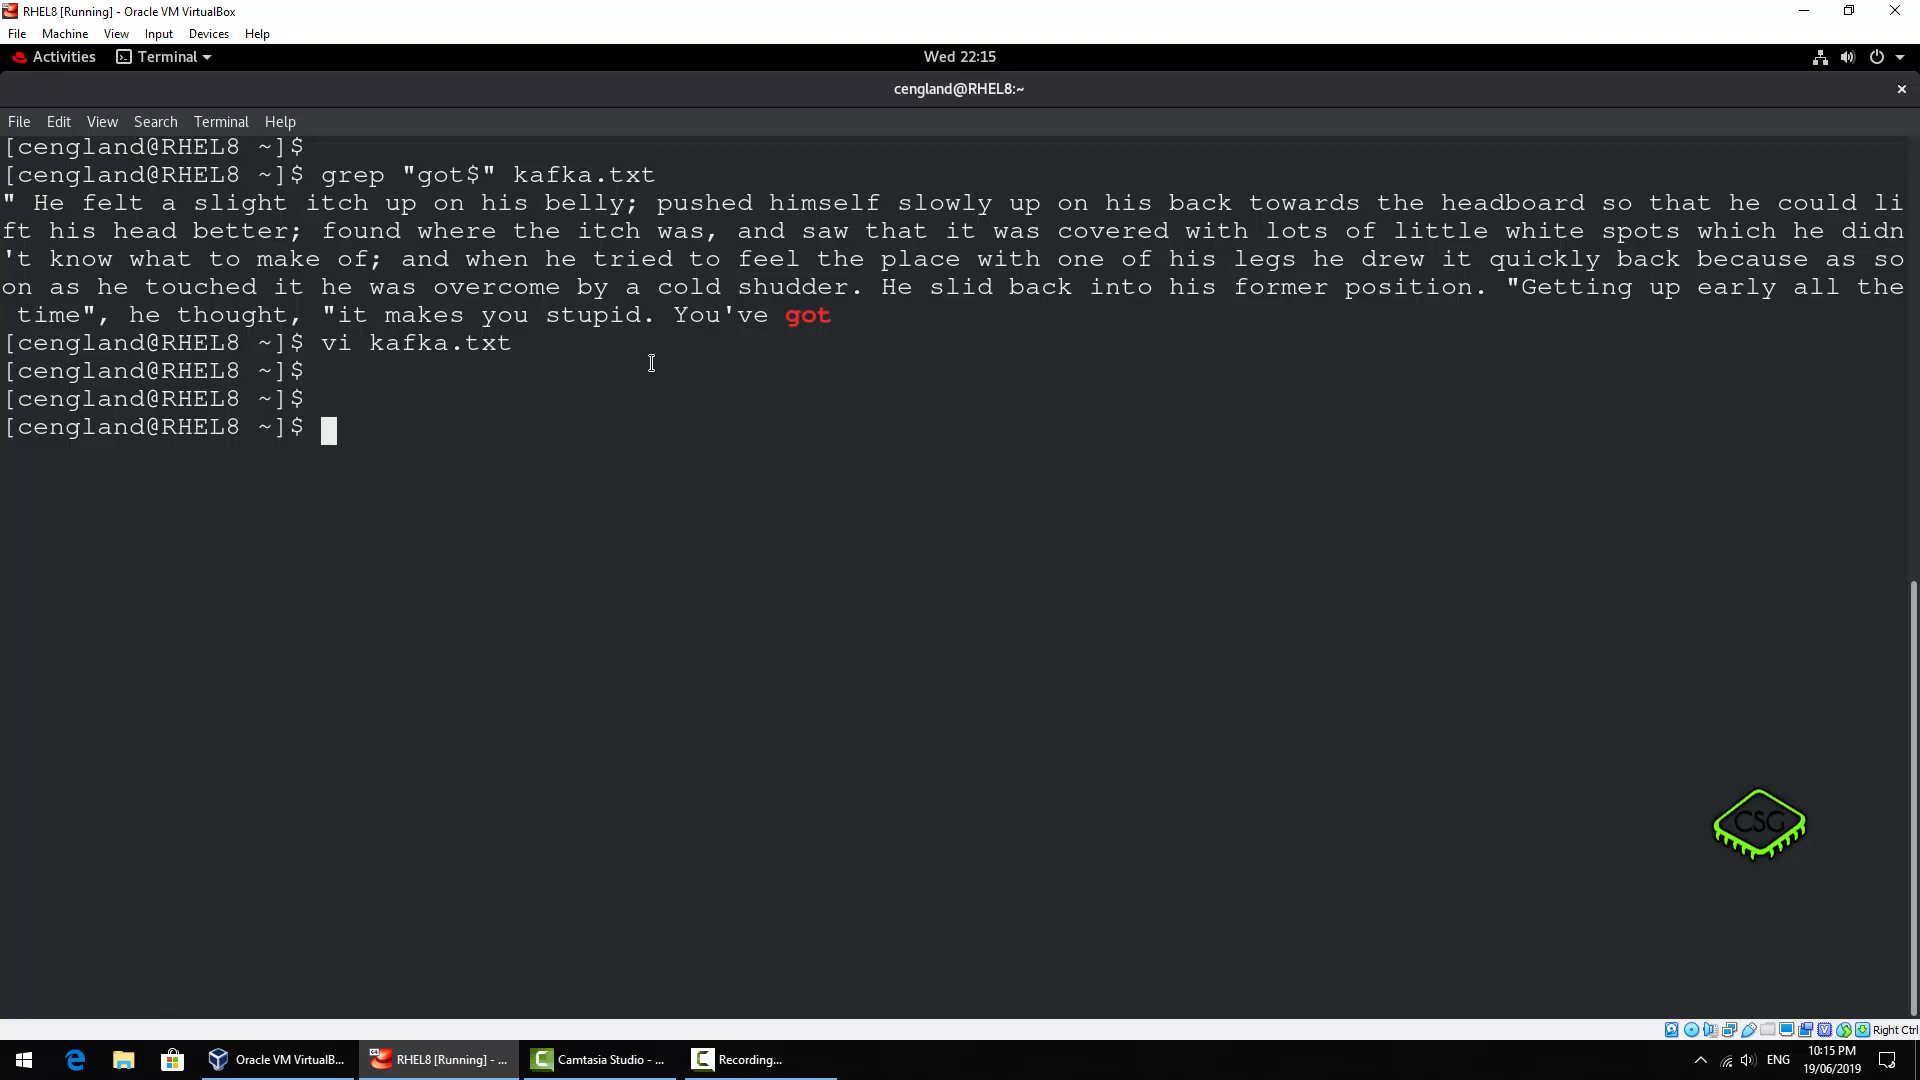 RHEL8 [Running] - Oracle VM VirtualBox
File Machine View Input Devices Help
Activities Terminal Wed 22:15
cengland@RHEL8:~
File Edit View Search Terminal Help
[cengland@RHEL8 ~]$
[cengland@RHEL8 ~]$ grep "got$" kafka.txt
" He felt a slight itch up on his belly; pushed himself slowly up on his back towards the headboard so that he could li
ft his head better; found where the itch was, and saw that it was covered with lots of little white spots which he didn
't know what to make of; and when he tried to feel the place with one of his legs he drew it quickly back because as so
on as he touched it he was overcome by a cold shudder. He slid back into his former position. "Getting up early all the
 time", he thought, "it makes you stupid. You've got
[cengland@RHEL8 ~]$ vi kafka.txt
[cengland@RHEL8 ~]$
[cengland@RHEL8 ~]$
[cengland@RHEL8 ~]$
CSG
Right Ctrl
Oracle VM VirtualB... RHEL8 [Running] - ... Camtasia Studio - ... Recording... ENG 10:15 PM
19/06/2019